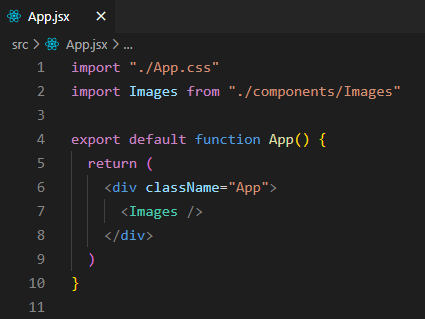 App.jsx ×
src > App.jsx > ...
1 import "./App.css"
2 import Images from "./components/Images"
3
4 export default function App() {
5   return (
6     <div className="App">
7       <Images />
8     </div>
9   )
10 }
11